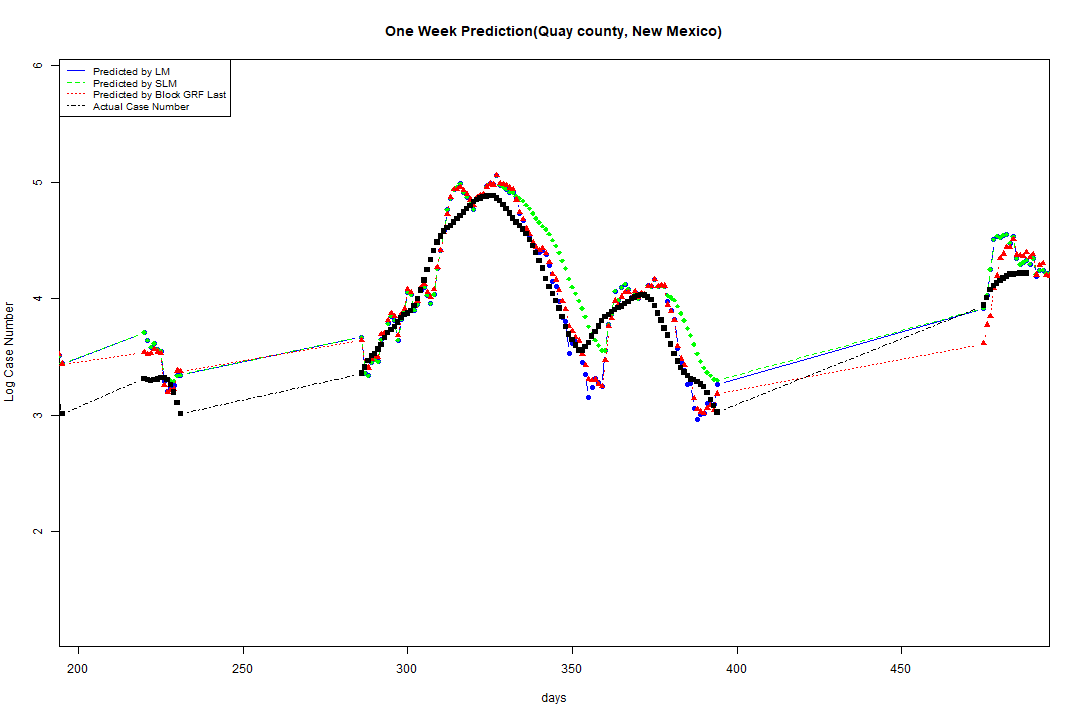 One Week Prediction(Quay county, New Mexico)
Predicted by LM
Predicted by SLM
Predicted by Block GRF Last
Actual Case Number
6
5
4
3
2
Log Case Number
200
250
300
350
400
450
days